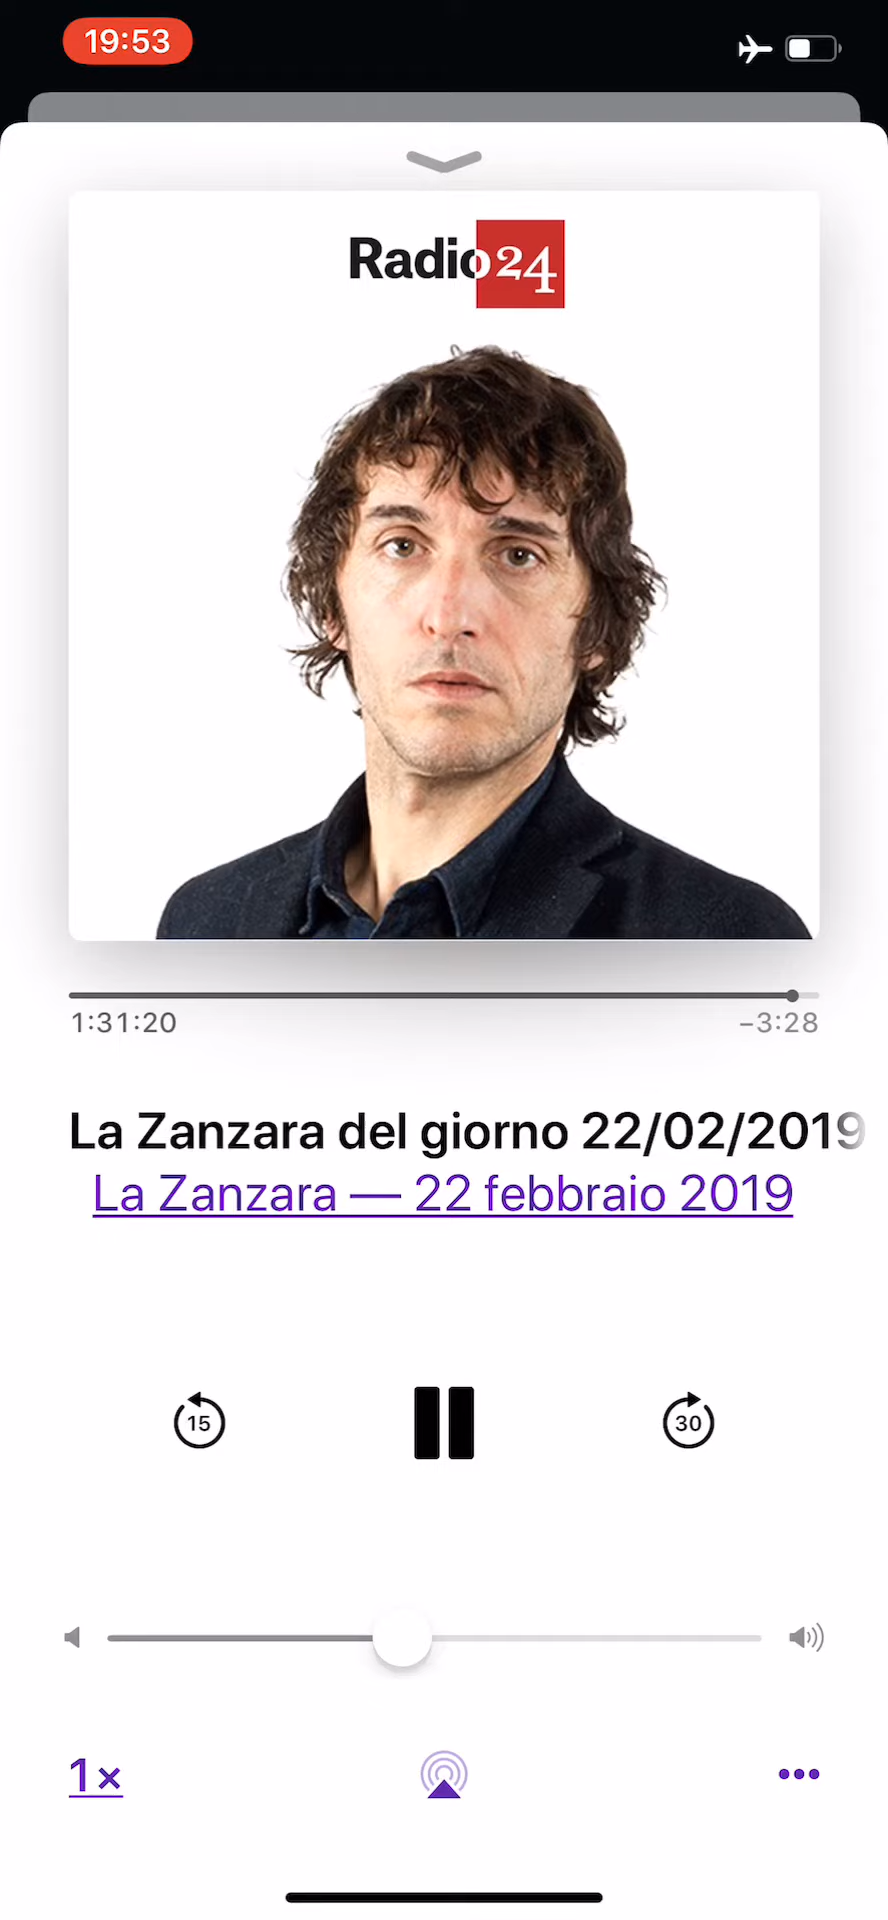 19:53
Radio24
1:31:20
–3:28
La Zanzara del giorno 22/02/2019
La Zanzara — 22 febbraio 2019
15
30
1×